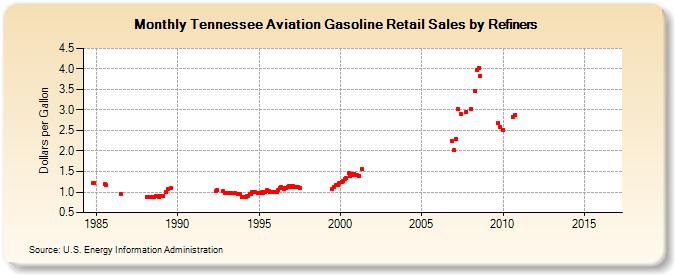 Monthly Tennessee Aviation Gasoline Retail Sales by Refiners
Dollars per Gallon
4.5
4.0
3.5
3.0
2.5
2.0
1.5
1.0
0.5
1985 1990 1995 2000 2005 2010 2015
Source: U.S. Energy Information Administration